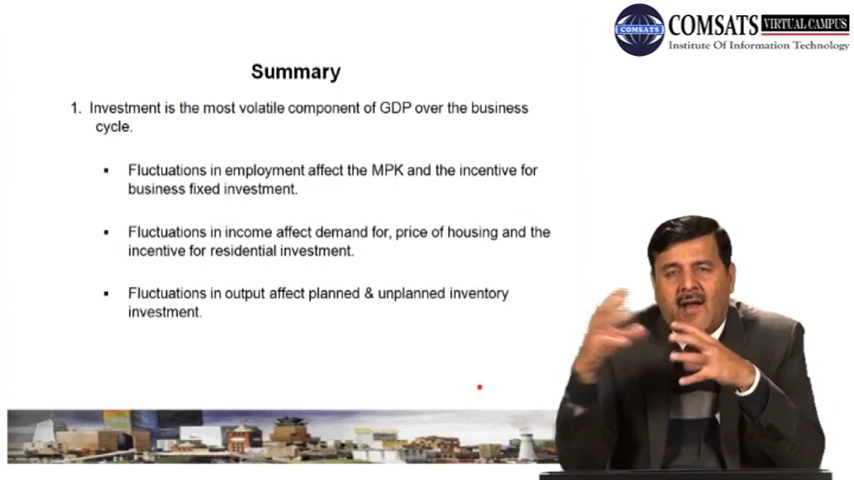 COMSATS VIRTUAL CAMPUS
Institute Of Information Technology
COMSATS
Summary
1. Investment is the most volatile component of GDP over the business
cycle.
▪ Fluctuations in employment affect the MPK and the incentive for
business fixed investment.
▪ Fluctuations in income affect demand for, price of housing and the
incentive for residential investment.
▪ Fluctuations in output affect planned & unplanned inventory
investment.